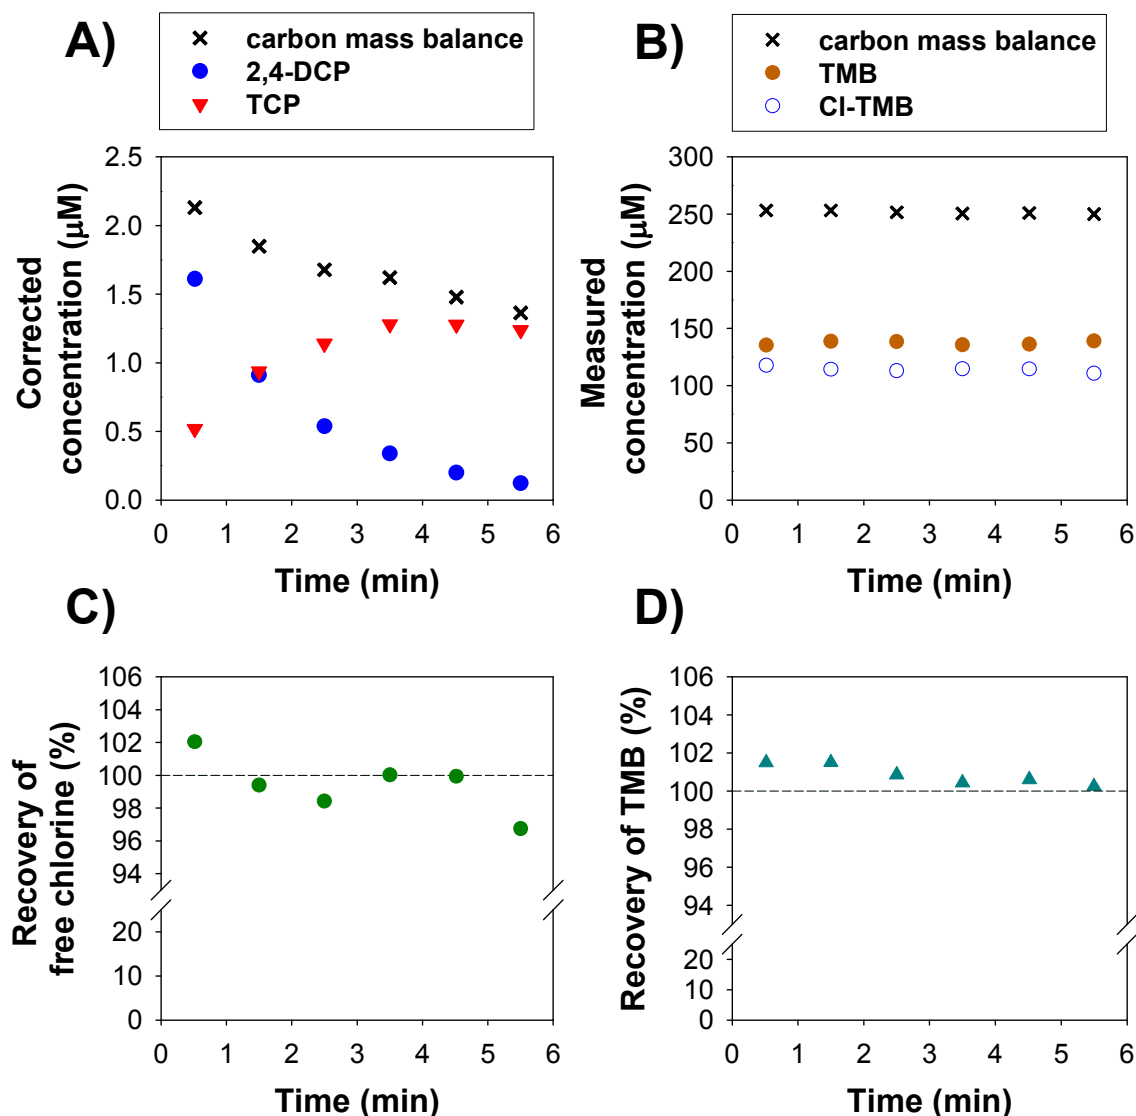 A)
carbon mass balance
2,4-DCP
TCP
2.5
2.0
1.5
1.0
0.5
0.0
Corrected
concentration (μM)
0 1 2 3 4 5 6
Time (min)
B)
carbon mass balance
TMB
Cl-TMB
300
250
200
150
100
50
0
Measured
concentration (μM)
0 1 2 3 4 5 6
Time (min)
C)
106
104
102
100
98
96
94
20
10
0
Recovery of
free chlorine (%)
0 1 2 3 4 5 6
Time (min)
D)
106
104
102
100
98
96
94
20
10
0
Recovery of TMB (%)
0 1 2 3 4 5 6
Time (min)